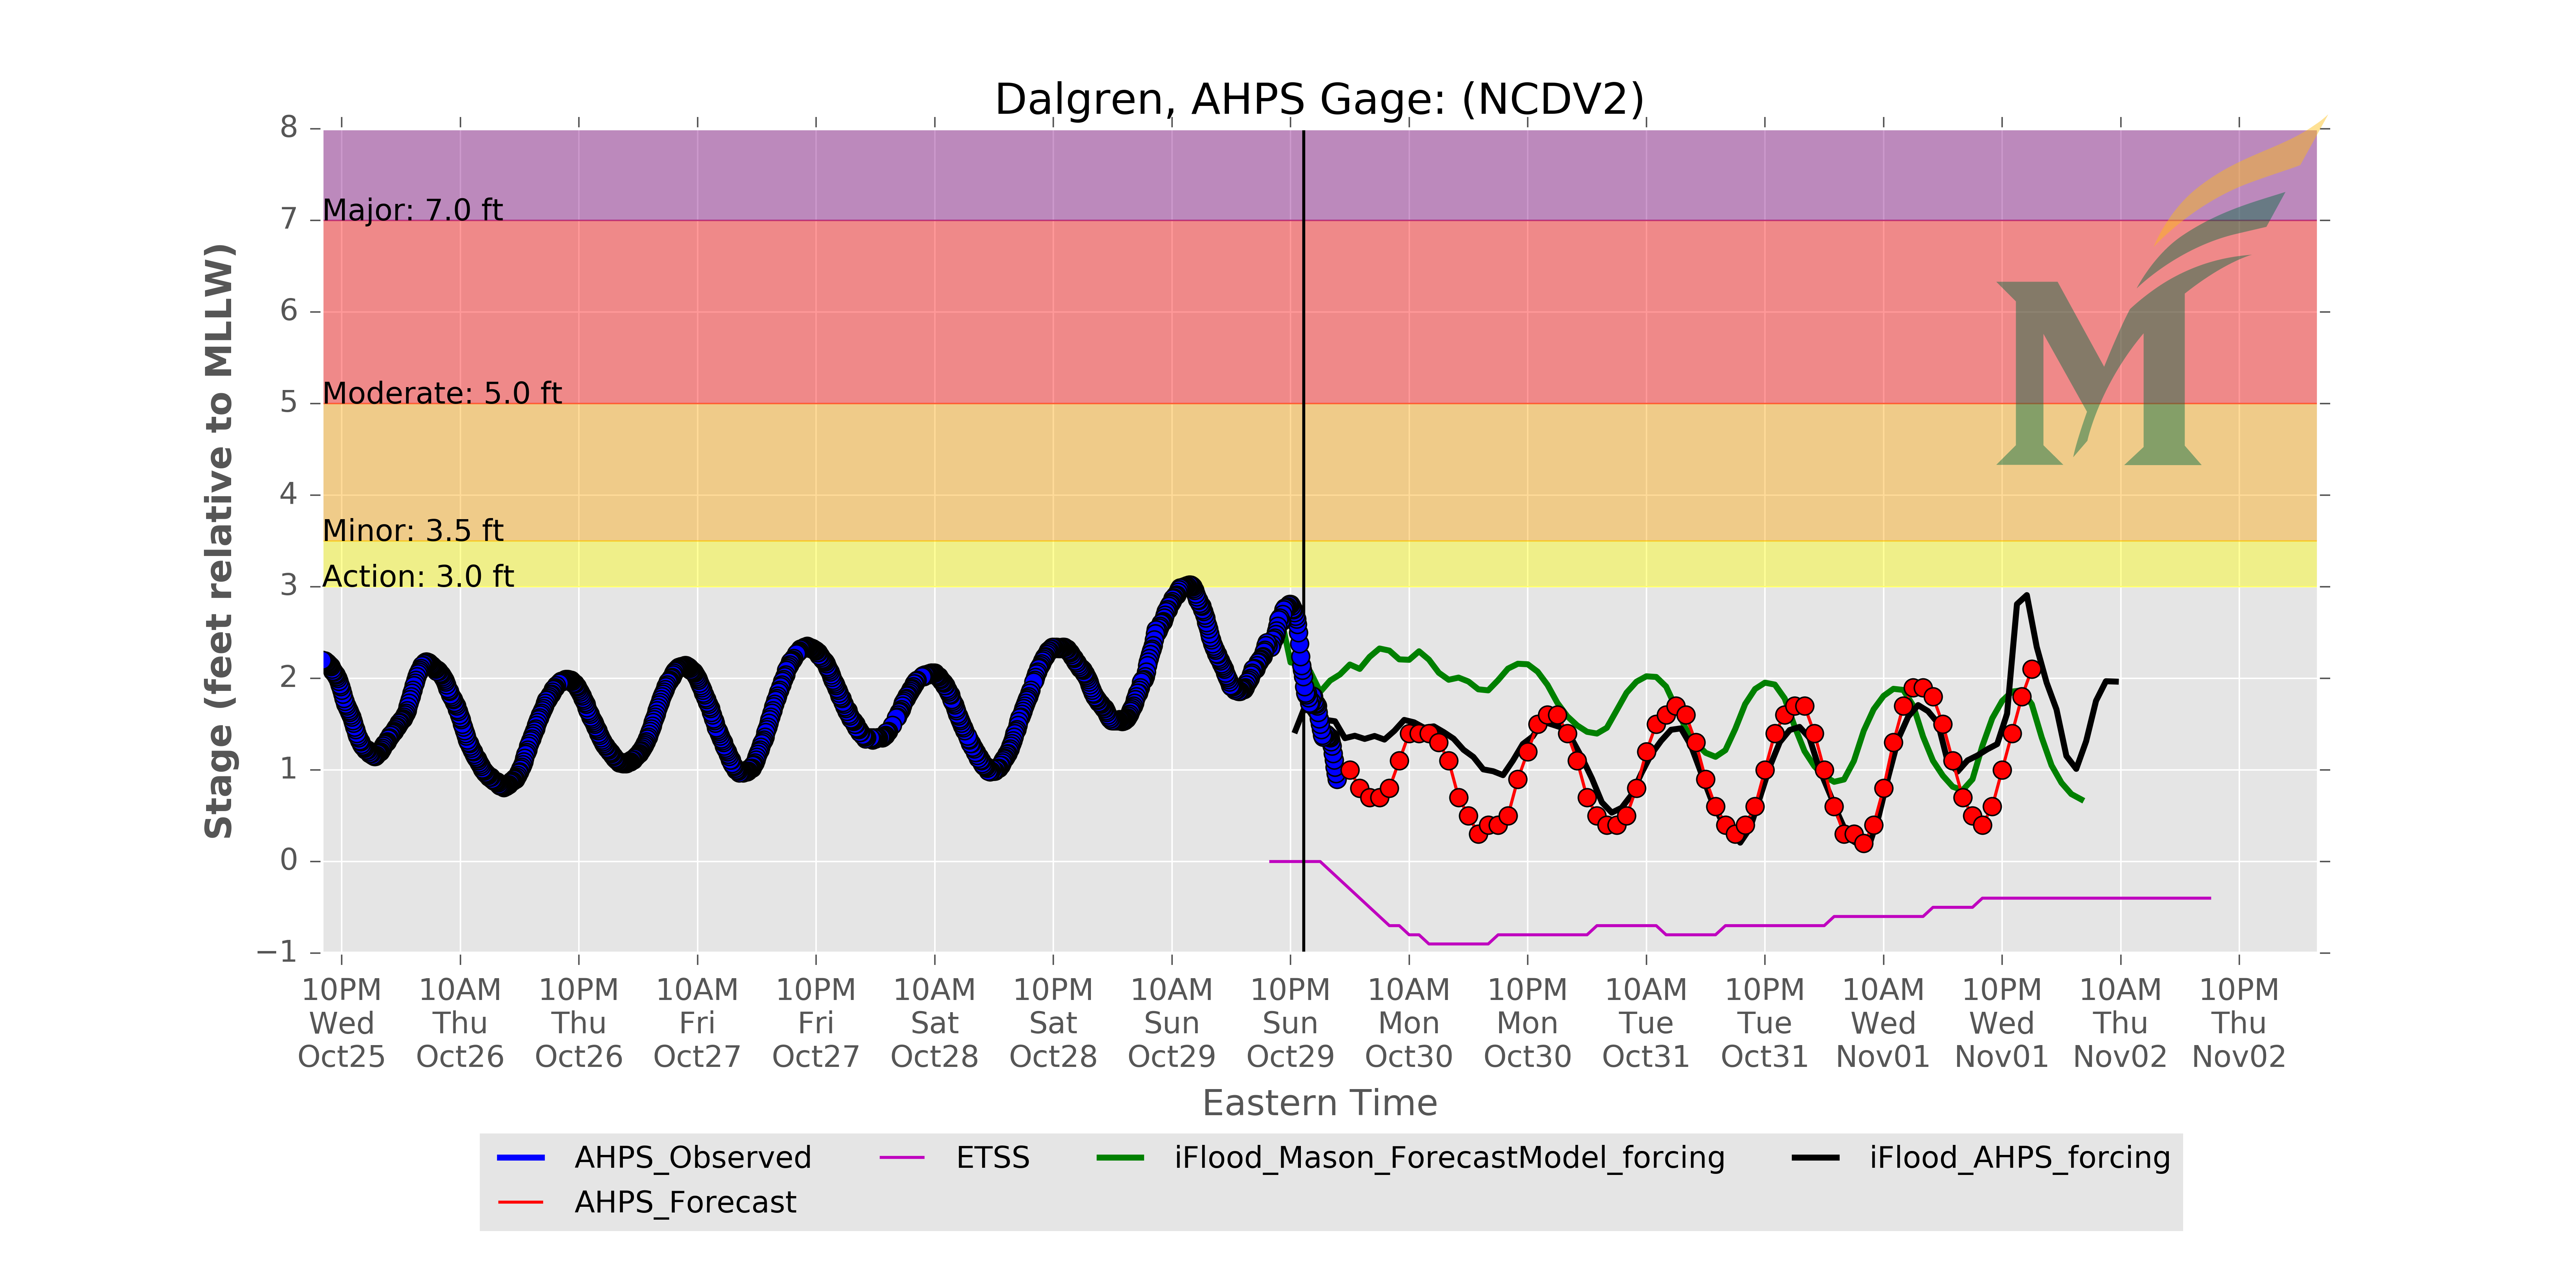 Dalgren, AHPS Gage: (NCDV2)
8
7
6
5
4
3
2
1
0
−1
Stage (feet relative to MLLW)
Major: 7.0 ft
Moderate: 5.0 ft
Minor: 3.5 ft
Action: 3.0 ft
M
10PM 10AM 10PM 10AM 10PM 10AM 10PM 10AM 10PM 10AM 10PM 10AM 10PM 10AM 10PM 10AM 10PM
Wed Thu Thu Fri Fri Sat Sat Sun Sun Mon Mon Tue Tue Wed Wed Thu Thu
Oct25 Oct26 Oct26 Oct27 Oct27 Oct28 Oct28 Oct29 Oct29 Oct30 Oct30 Oct31 Oct31 Nov01 Nov01 Nov02 Nov02
Eastern Time
AHPS_Observed ETSS iFlood_Mason_ForecastModel_forcing iFlood_AHPS_forcing
AHPS_Forecast